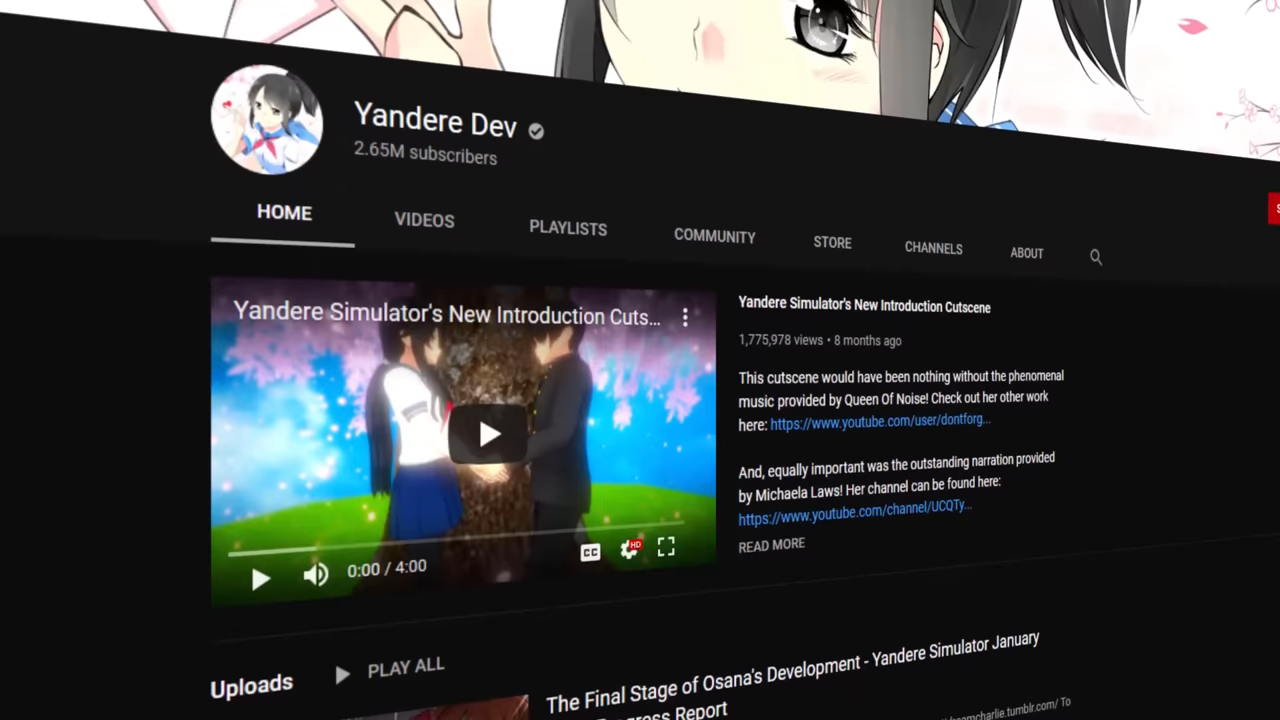 Yandere Dev
2.65M subscribers
HOME
VIDEOS
PLAYLISTS
COMMUNITY
STORE
CHANNELS
ABOUT
Yandere Simulator's New Introduction Cuts...
CC
HD
0:00 / 4:00
Yandere Simulator's New Introduction Cutscene
1,775,978 views • 8 months ago
This cutscene would have been nothing without the phenomenal
music provided by Queen Of Noise! Check out her other work
here: https://www.youtube.com/user/dontforg...
And, equally important was the outstanding narration provided
by Michaela Laws! Her channel can be found here:
https://www.youtube.com/channel/UCQTy...
READ MORE
Uploads
PLAY ALL
The Final Stage of Osana's Development - Yandere Simulator January
Report
To